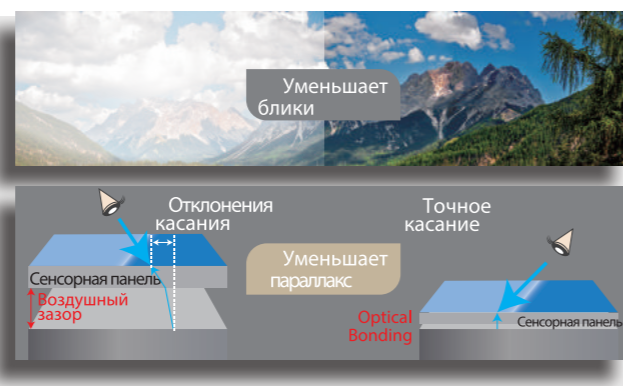 Уменьшает
блики
Отклонения
касания
Точное
касание
Уменьшает
параллакс
Сенсорная панель
Воздушный
зазор
Optical
Bonding
Сенсорная панель